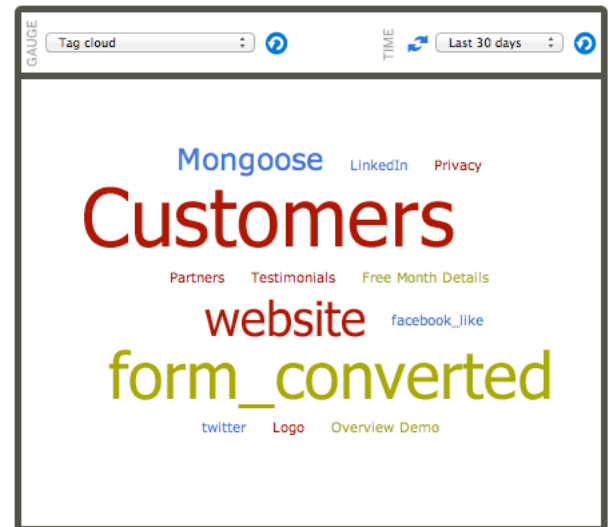 GAUGE Tag cloud TIME Last 30 days
Mongoose LinkedIn Privacy
Customers
Partners Testimonials Free Month Details
website facebook_like
form_converted
twitter Logo Overview Demo